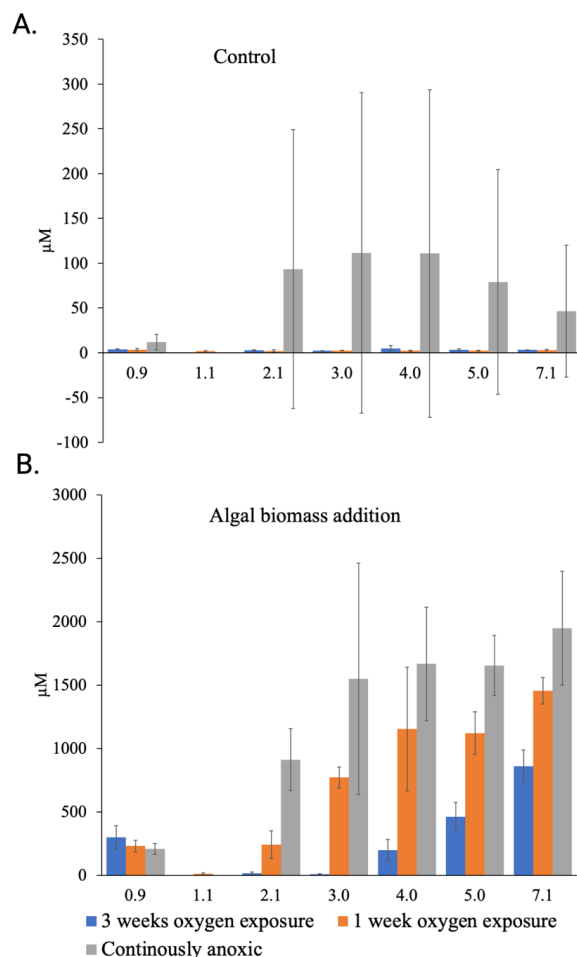 A.
Control
350
300
250
200
150
100
50
0
-50
-100
µM
0.9 1.1 2.1 3.0 4.0 5.0 7.1
B.
Algal biomass addition
3000
2500
2000
1500
1000
500
0
µM
0.9 1.1 2.1 3.0 4.0 5.0 7.1
3 weeks oxygen exposure 1 week oxygen exposure
Continously anoxic